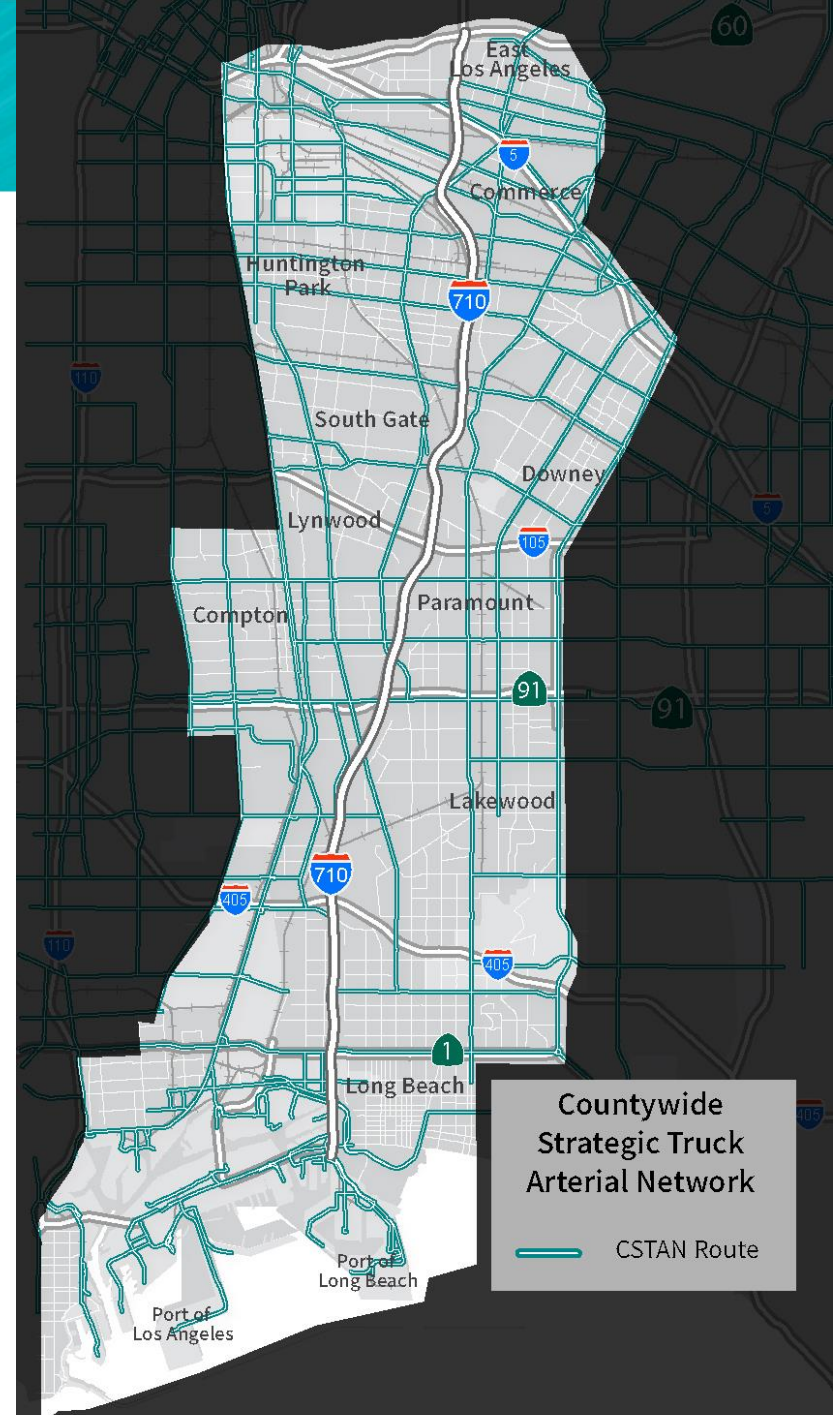 60
East
Los Angeles
5
Commerce
Huntington
Park
710
110
South Gate
Downey
5
Lynwood
105
Compton
Paramount
91
91
Lakewood
710
405
110
405
1
Long Beach
Countywide
Strategic Truck
Arterial Network
CSTAN Route
405
Port of
Long Beach
Port of
Los Angeles